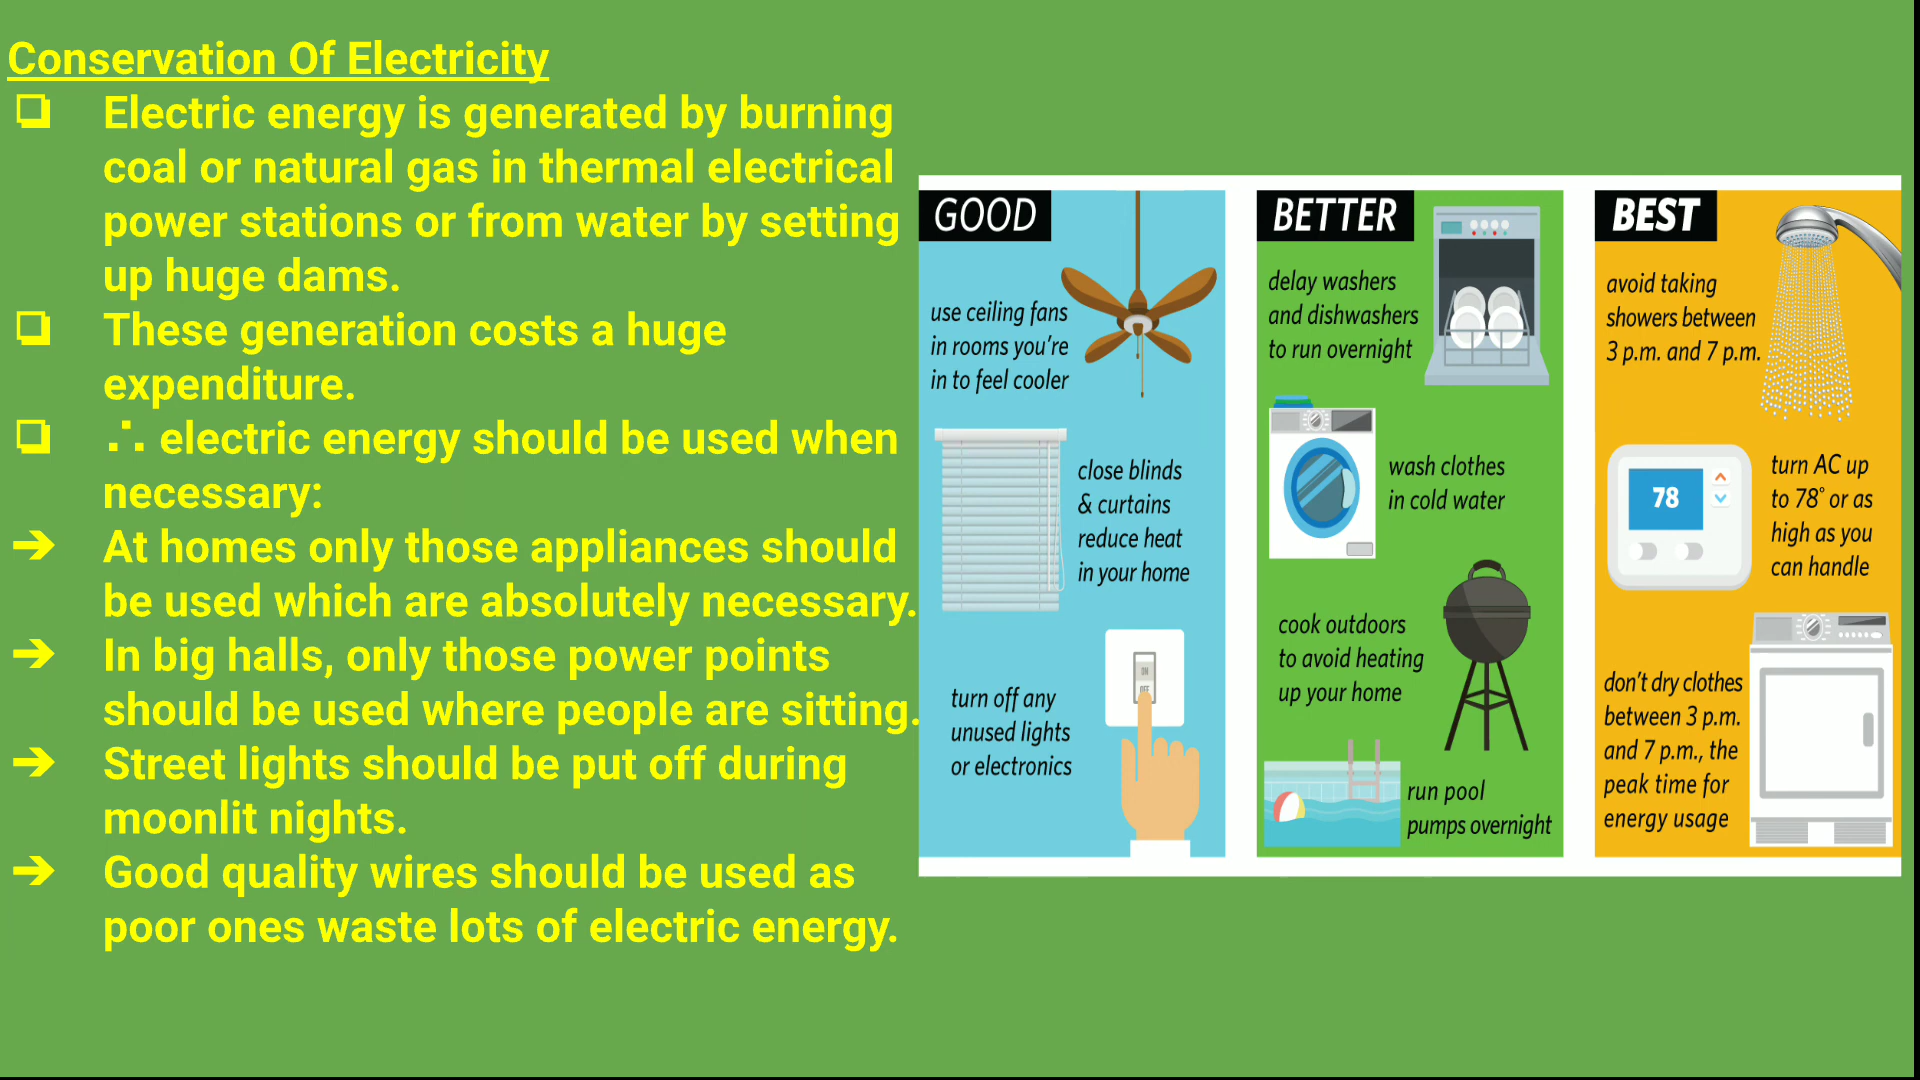 Conservation Of Electricity
❏ Electric energy is generated by burning
coal or natural gas in thermal electrical
power stations or from water by setting
up huge dams.
❏ These generation costs a huge
expenditure.
❏ ∴ electric energy should be used when
necessary:
➔ At homes only those appliances should
be used which are absolutely necessary.
➔ In big halls, only those power points
should be used where people are sitting.
➔ Street lights should be put off during
moonlit nights.
➔ Good quality wires should be used as
poor ones waste lots of electric energy.
GOOD
use ceiling fans
in rooms you're
in to feel cooler
close blinds
& curtains
reduce heat
in your home
ON
OFF
turn off any
unused lights
or electronics
BETTER
delay washers
and dishwashers
to run overnight
wash clothes
in cold water
cook outdoors
to avoid heating
up your home
run pool
pumps overnight
BEST
avoid taking
showers between
3 p.m. and 7 p.m.
78
turn AC up
to 78° or as
high as you
can handle
don't dry clothes
between 3 p.m.
and 7 p.m., the
peak time for
energy usage